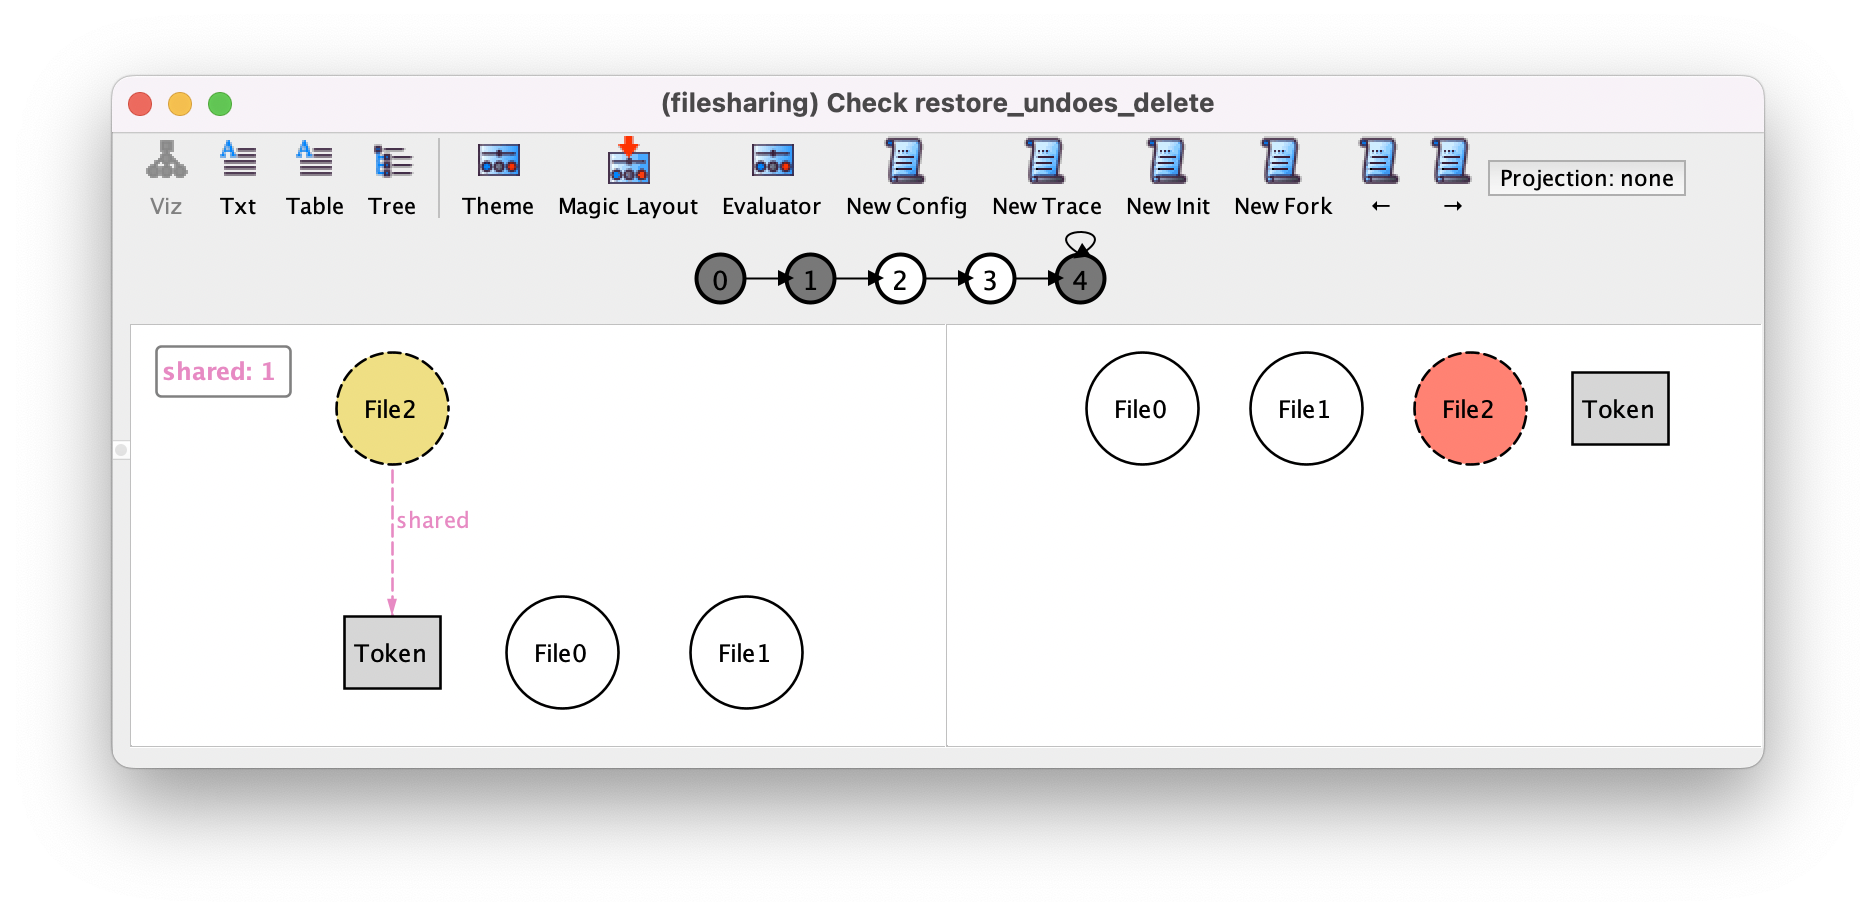 (filesharing) Check restore_undoes_delete
Viz Txt Table Tree Theme Magic Layout Evaluator New Config New Trace New Init New Fork ← → Projection: none
0 1 2 3 4
shared: 1
File2
shared
Token File0 File1
File0 File1 File2 Token